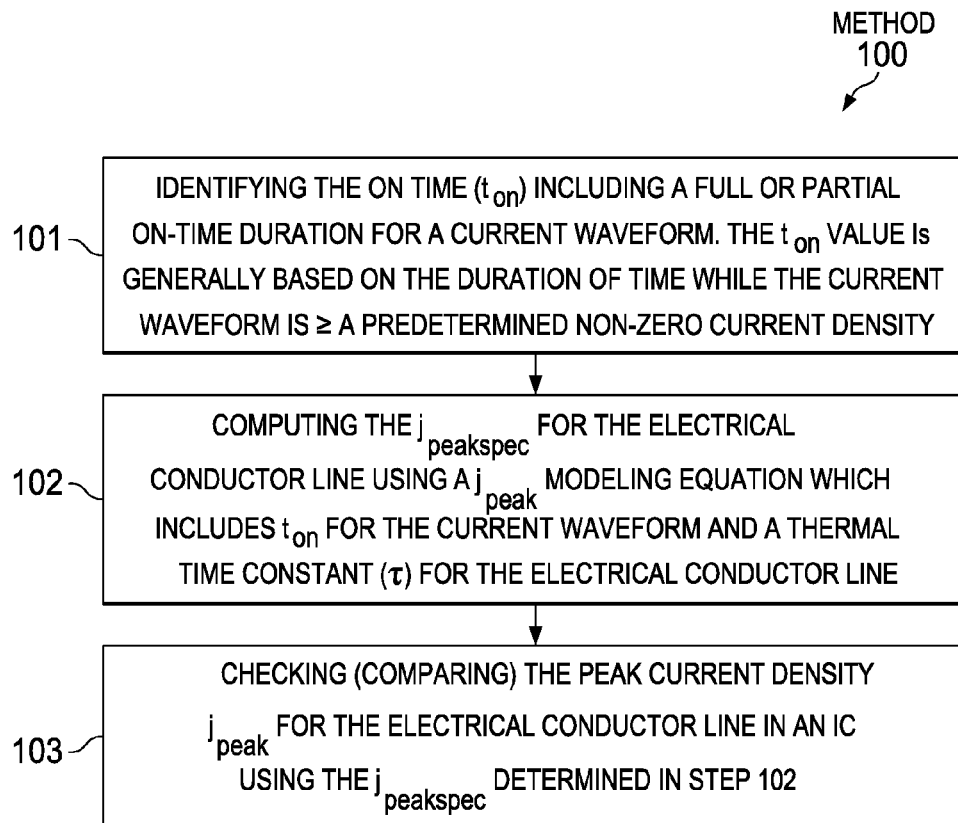 METHOD
100
101
IDENTIFYING THE ON TIME (t on) INCLUDING A FULL OR PARTIAL
ON-TIME DURATION FOR A CURRENT WAVEFORM. THE t on VALUE Is
GENERALLY BASED ON THE DURATION OF TIME WHILE THE CURRENT
WAVEFORM IS ≥ A PREDETERMINED NON-ZERO CURRENT DENSITY
102
COMPUTING THE j peakspec FOR THE ELECTRICAL
CONDUCTOR LINE USING A j peak MODELING EQUATION WHICH
INCLUDES t on FOR THE CURRENT WAVEFORM AND A THERMAL
TIME CONSTANT (τ) FOR THE ELECTRICAL CONDUCTOR LINE
103
CHECKING (COMPARING) THE PEAK CURRENT DENSITY
j peak FOR THE ELECTRICAL CONDUCTOR LINE IN AN IC
USING THE j peakspec DETERMINED IN STEP 102